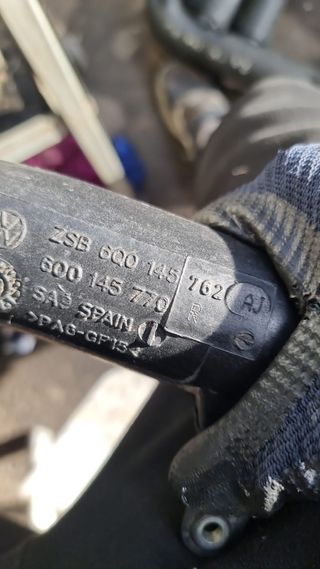 ZSB 6Q0 145 762 AJ
6Q0 145 770 R
SA3 SPAIN
>PA6-GF15<